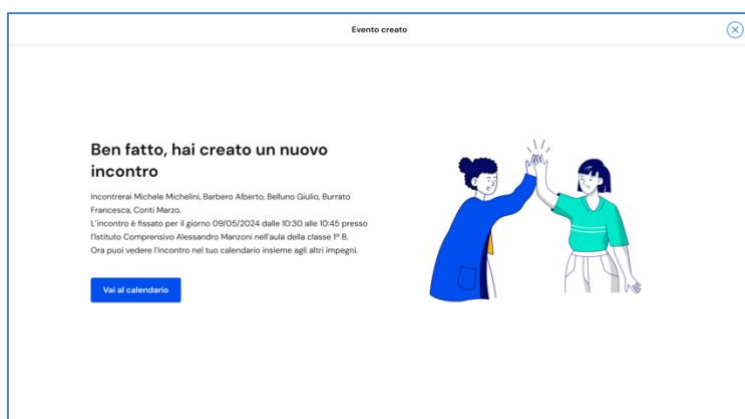 Evento creato
Ben fatto, hai creato un nuovo
incontro
Incontrerai Michele Michelini, Barbero Alberto, Belluno Giulio, Burrato
Francesca, Conti Marzo.
L'incontro è fissato per il giorno 09/05/2024 dalle 10:30 alle 10:45 presso
l'Istituto Comprensivo Alessandro Manzoni nell'aula della classe 1ª B.
Ora puoi vedere l'incontro nel tuo calendario insieme agli altri impegni.
Vai al calendario